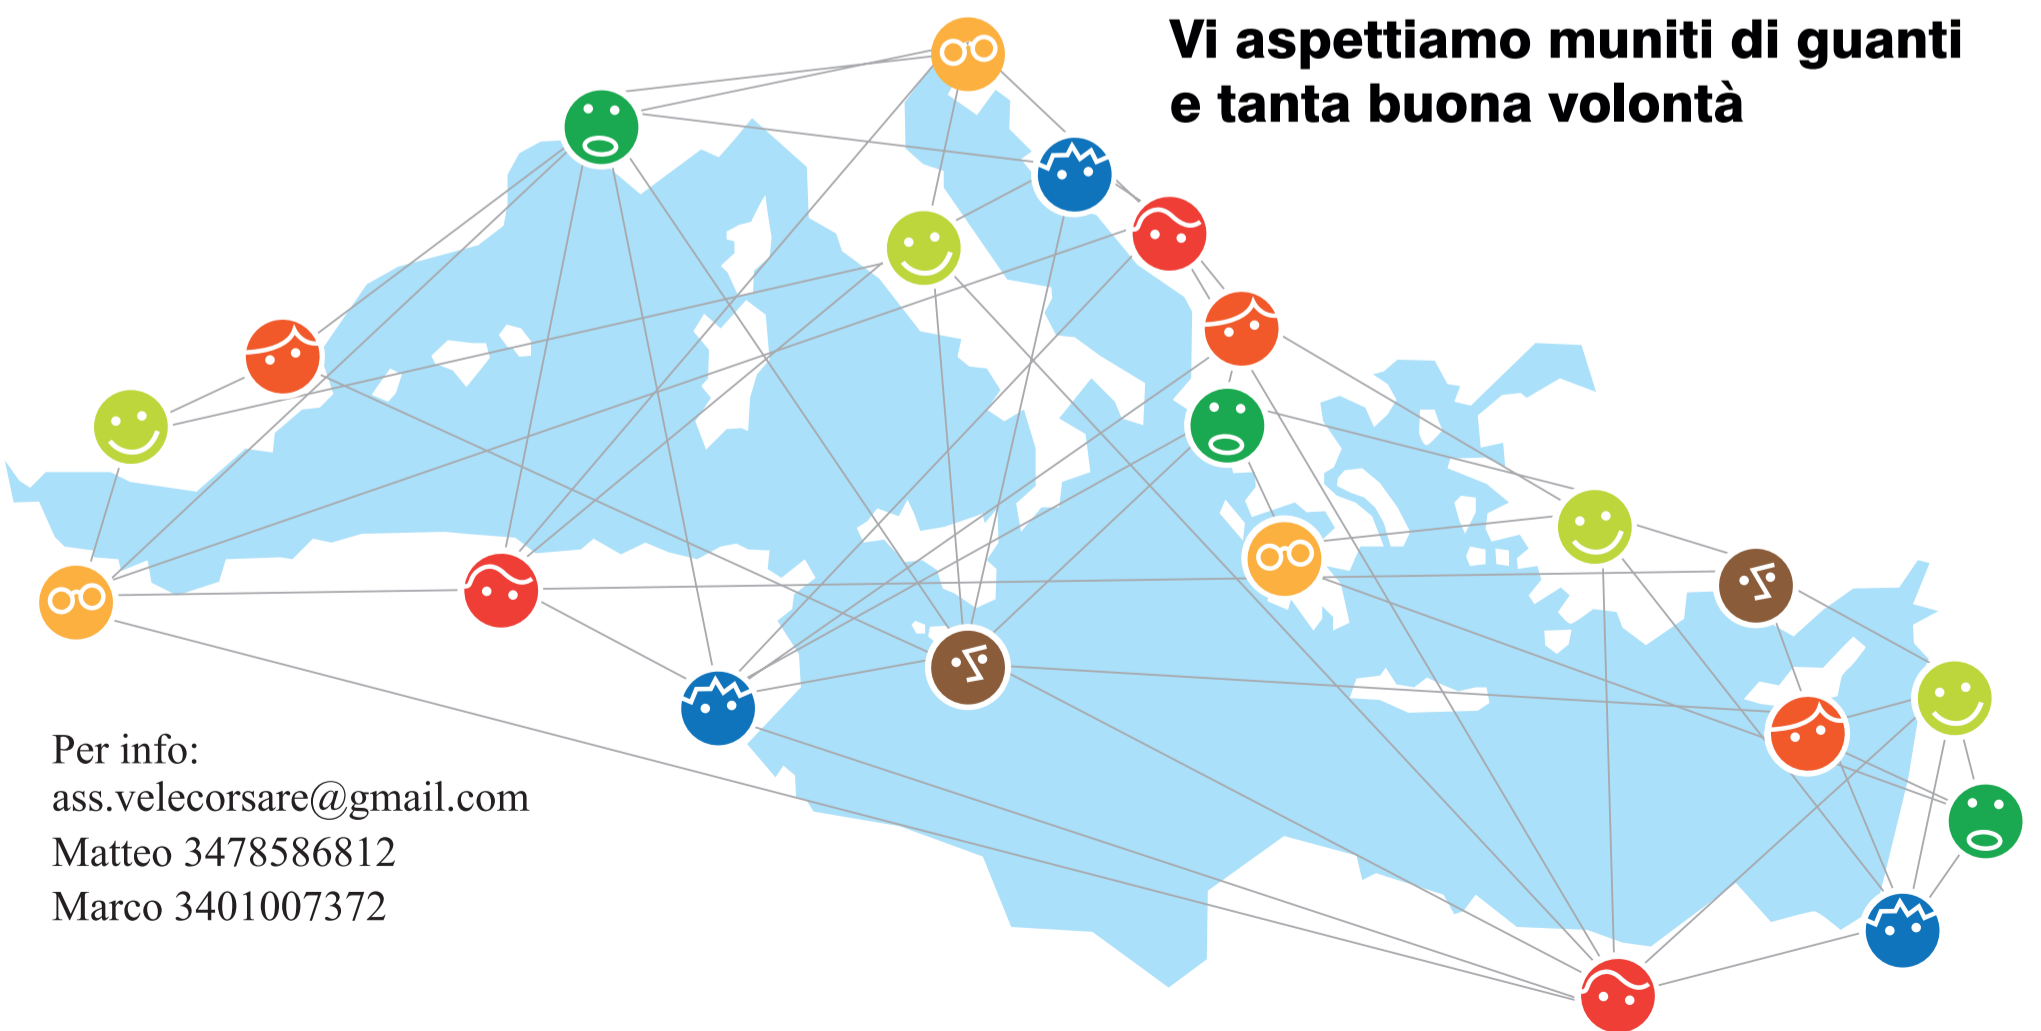 Vi aspettiamo muniti di guanti
e tanta buona volontà
Per info:
ass.velecorsare@gmail.com
Matteo 3478586812
Marco 3401007372